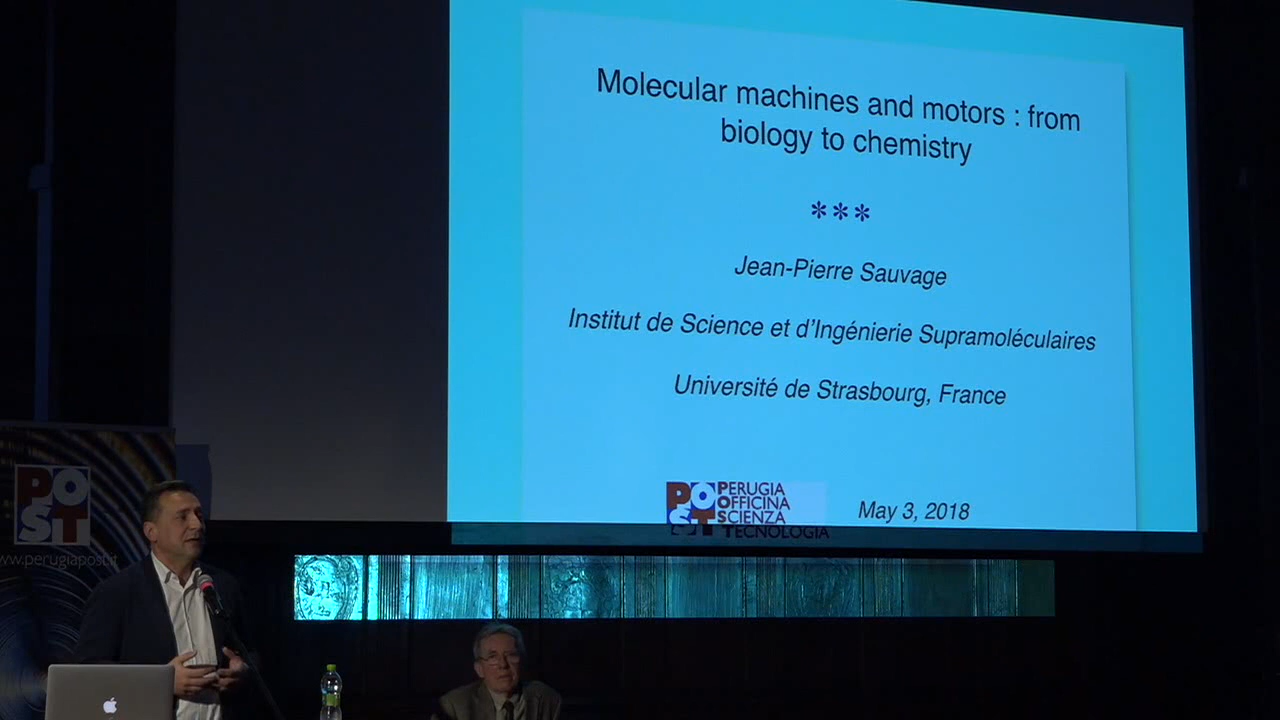 Molecular machines and motors : from
biology to chemistry
***
Jean-Pierre Sauvage
Institut de Science et d'Ingénierie Supramoléculaires
Université de Strasbourg, France
POST
PERUGIA
OFFICINA
SCIENZA
TECNOLOGIA
May 3, 2018
POST
www.perugiapost.it